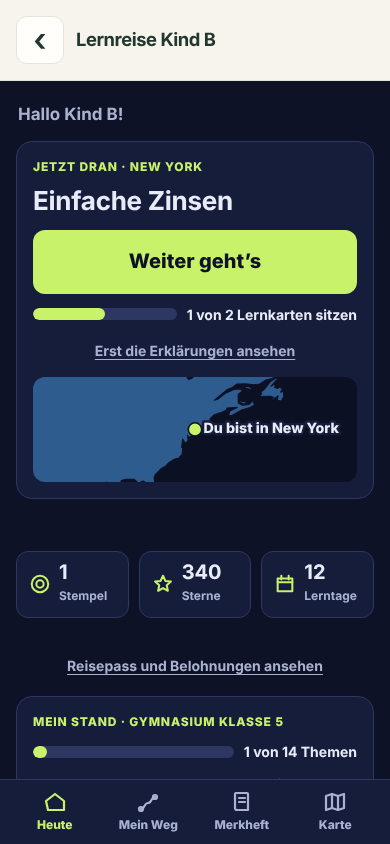 Lernreise Kind B
Hallo Kind B!
JETZT DRAN · NEW YORK
Einfache Zinsen
Weiter geht’s
1 von 2 Lernkarten sitzen
Erst die Erklärungen ansehen
Du bist in New York
1
Stempel
340
Sterne
12
Lerntage
Reisepass und Belohnungen ansehen
MEIN STAND · GYMNASIUM KLASSE 5
1 von 14 Themen
Heute
Mein Weg
Merkheft
Karte